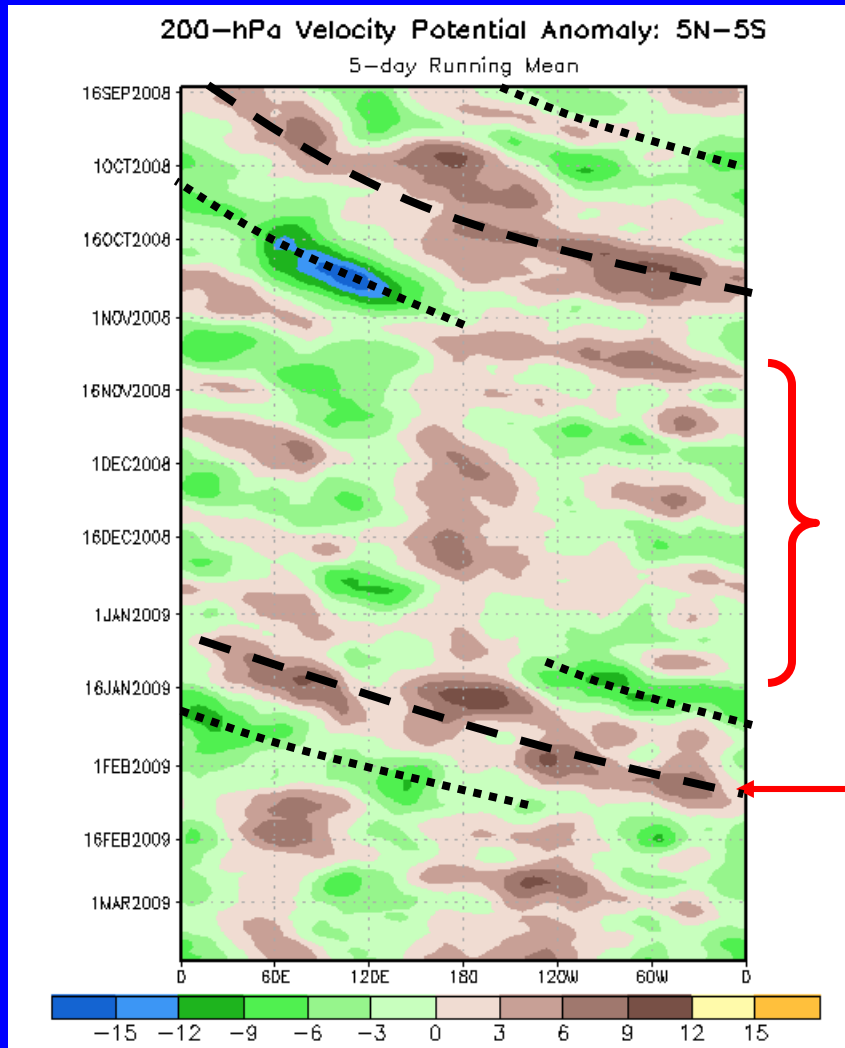 200-hPa Velocity Potential Anomaly: 5N-5S
5-day Running Mean
16SEP2008
1OCT2008
16OCT2008
1NOV2008
16NOV2008
1DEC2008
16DEC2008
1JAN2009
16JAN2009
1FEB2009
16FEB2009
1MAR2009
0 60E 120E 180 120W 60W 0
-15 -12 -9 -6 -3 0 3 6 9 12 15